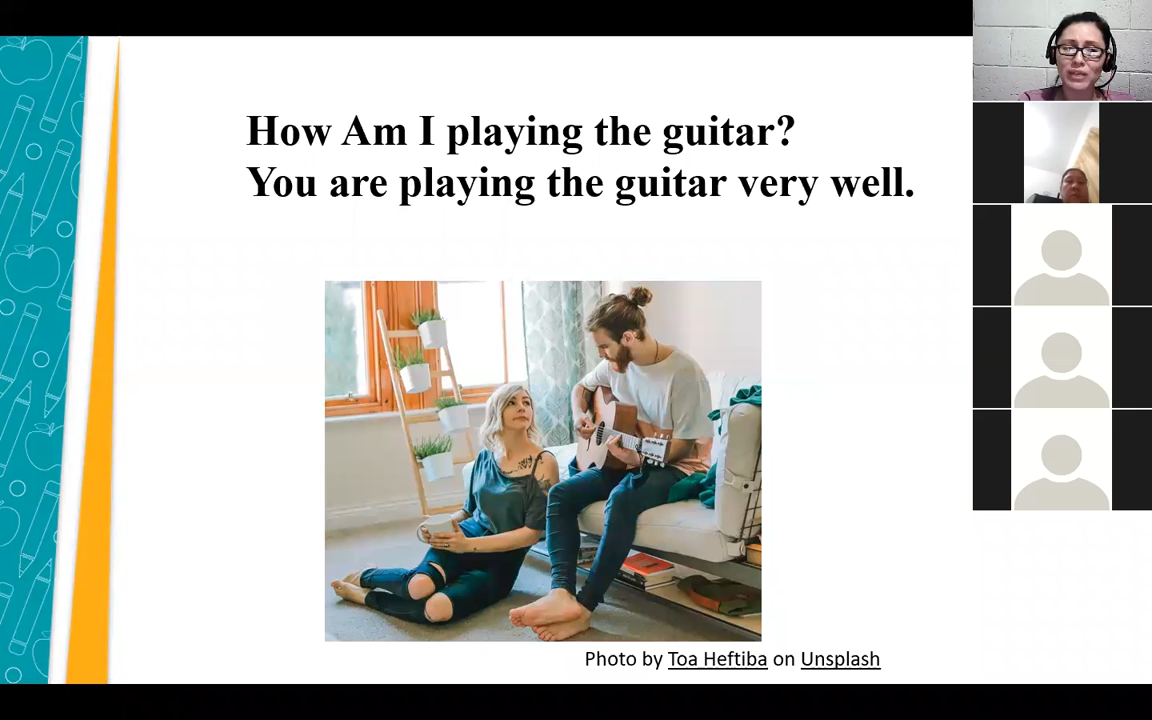 How Am I playing the guitar?
You are playing the guitar very well.
Photo by Toa Heftiba on Unsplash